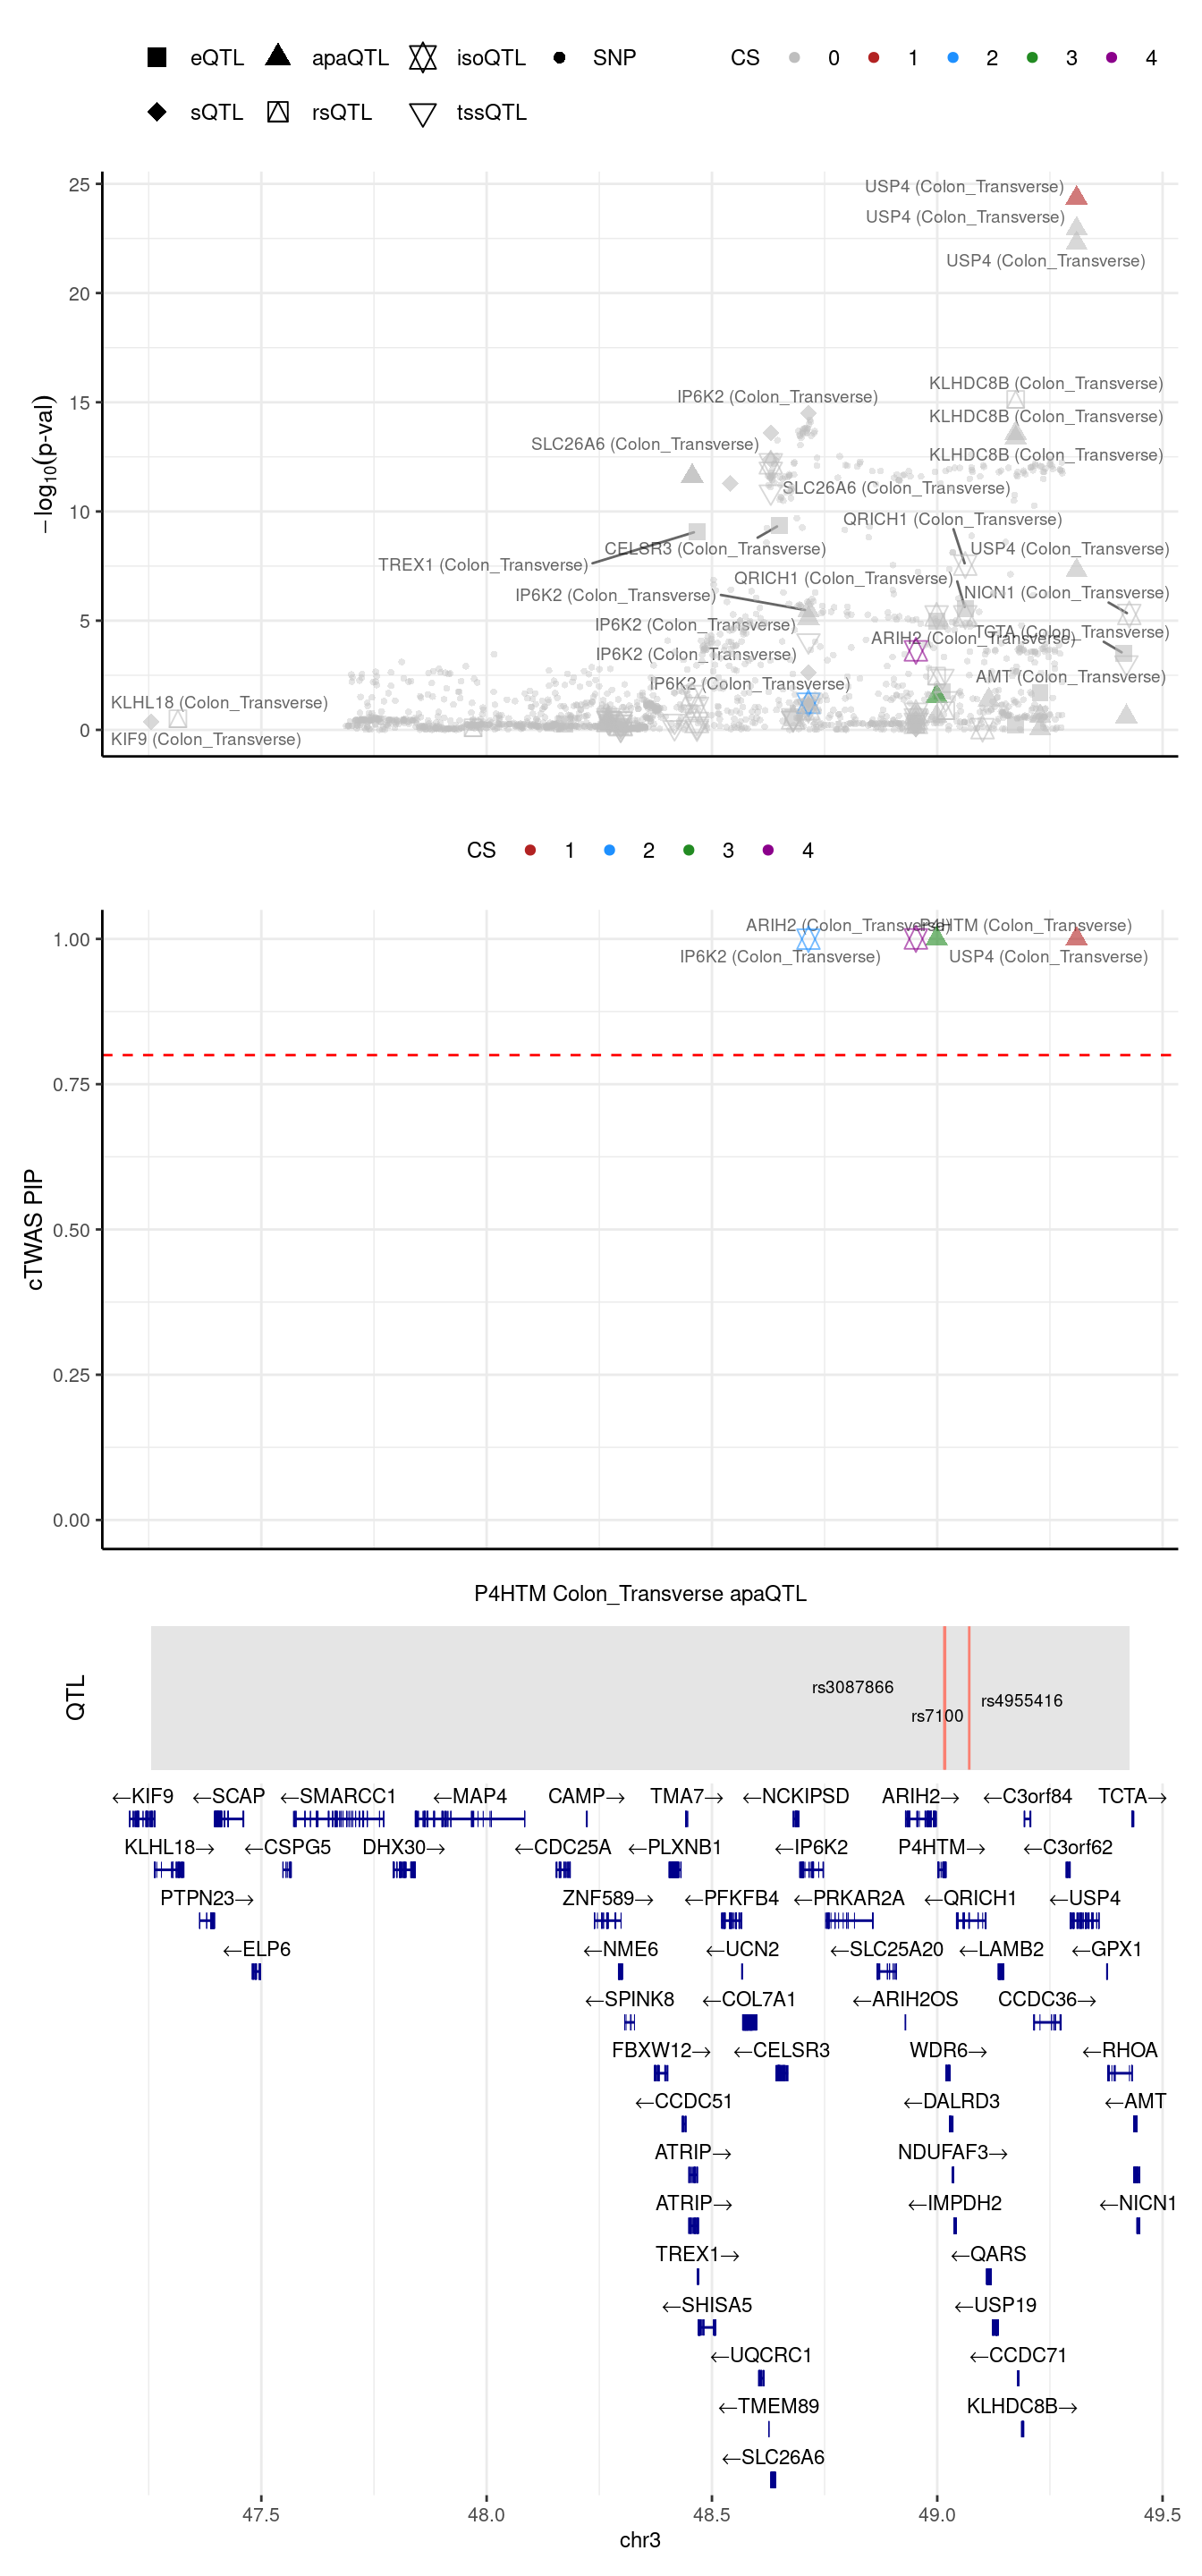 eQTL apaQTL isoQTL SNP CS 0 1 2 3 4
sQTL rsQTL tssQTL
25
20
15
10
5
0
−log10(p-val)
USP4 (Colon_Transverse)
USP4 (Colon_Transverse)
USP4 (Colon_Transverse)
KLHDC8B (Colon_Transverse)
IP6K2 (Colon_Transverse)
KLHDC8B (Colon_Transverse)
SLC26A6 (Colon_Transverse)
KLHDC8B (Colon_Transverse)
SLC26A6 (Colon_Transverse)
QRICH1 (Colon_Transverse)
CELSR3 (Colon_Transverse)
USP4 (Colon_Transverse)
TREX1 (Colon_Transverse)
QRICH1 (Colon_Transverse)
IP6K2 (Colon_Transverse)
NICN1 (Colon_Transverse)
IP6K2 (Colon_Transverse)
TCTA (Colon_Transverse)
ARIH2 (Colon_Transverse)
IP6K2 (Colon_Transverse)
AMT (Colon_Transverse)
IP6K2 (Colon_Transverse)
KLHL18 (Colon_Transverse)
KIF9 (Colon_Transverse)
CS 1 2 3 4
1.00
0.75
0.50
0.25
0.00
cTWAS PIP
ARIH2 (Colon_Transverse)
P4HTM (Colon_Transverse)
IP6K2 (Colon_Transverse)
USP4 (Colon_Transverse)
P4HTM Colon_Transverse apaQTL
QTL
rs3087866
rs4955416
rs7100
←KIF9 ←SCAP ←SMARCC1 ←MAP4 CAMP→ TMA7→ ←NCKIPSD ARIH2→ ←C3orf84 TCTA→
KLHL18→ ←CSPG5 DHX30→ ←CDC25A ←PLXNB1 ←IP6K2 P4HTM→ ←C3orf62
PTPN23→ ZNF589→ ←PFKFB4 ←PRKAR2A ←QRICH1 ←USP4
←ELP6 ←NME6 ←UCN2 ←SLC25A20 ←LAMB2 ←GPX1
←SPINK8 ←COL7A1 ←ARIH2OS CCDC36→
FBXW12→ ←CELSR3 WDR6→ ←RHOA
←CCDC51 ←DALRD3 ←AMT
ATRIP→ NDUFAF3→
ATRIP→ ←IMPDH2 ←NICN1
TREX1→ ←QARS
←SHISA5 ←USP19
←UQCRC1 ←CCDC71
←TMEM89 KLHDC8B→
←SLC26A6
47.5 48.0 48.5 49.0 49.5
chr3